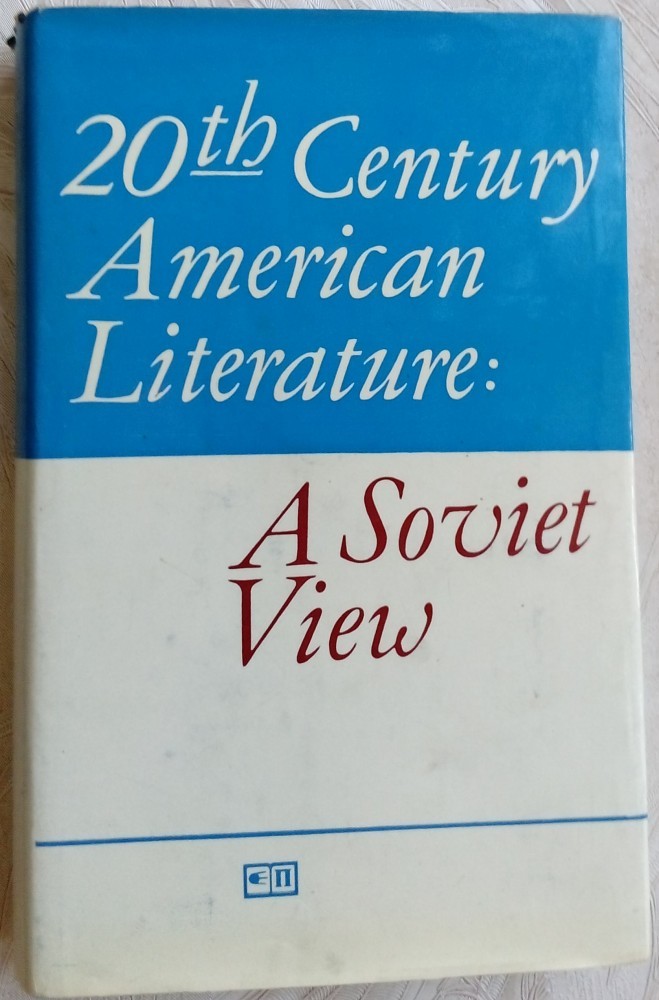 20th Century
American
Literature:
A Soviet
View
П